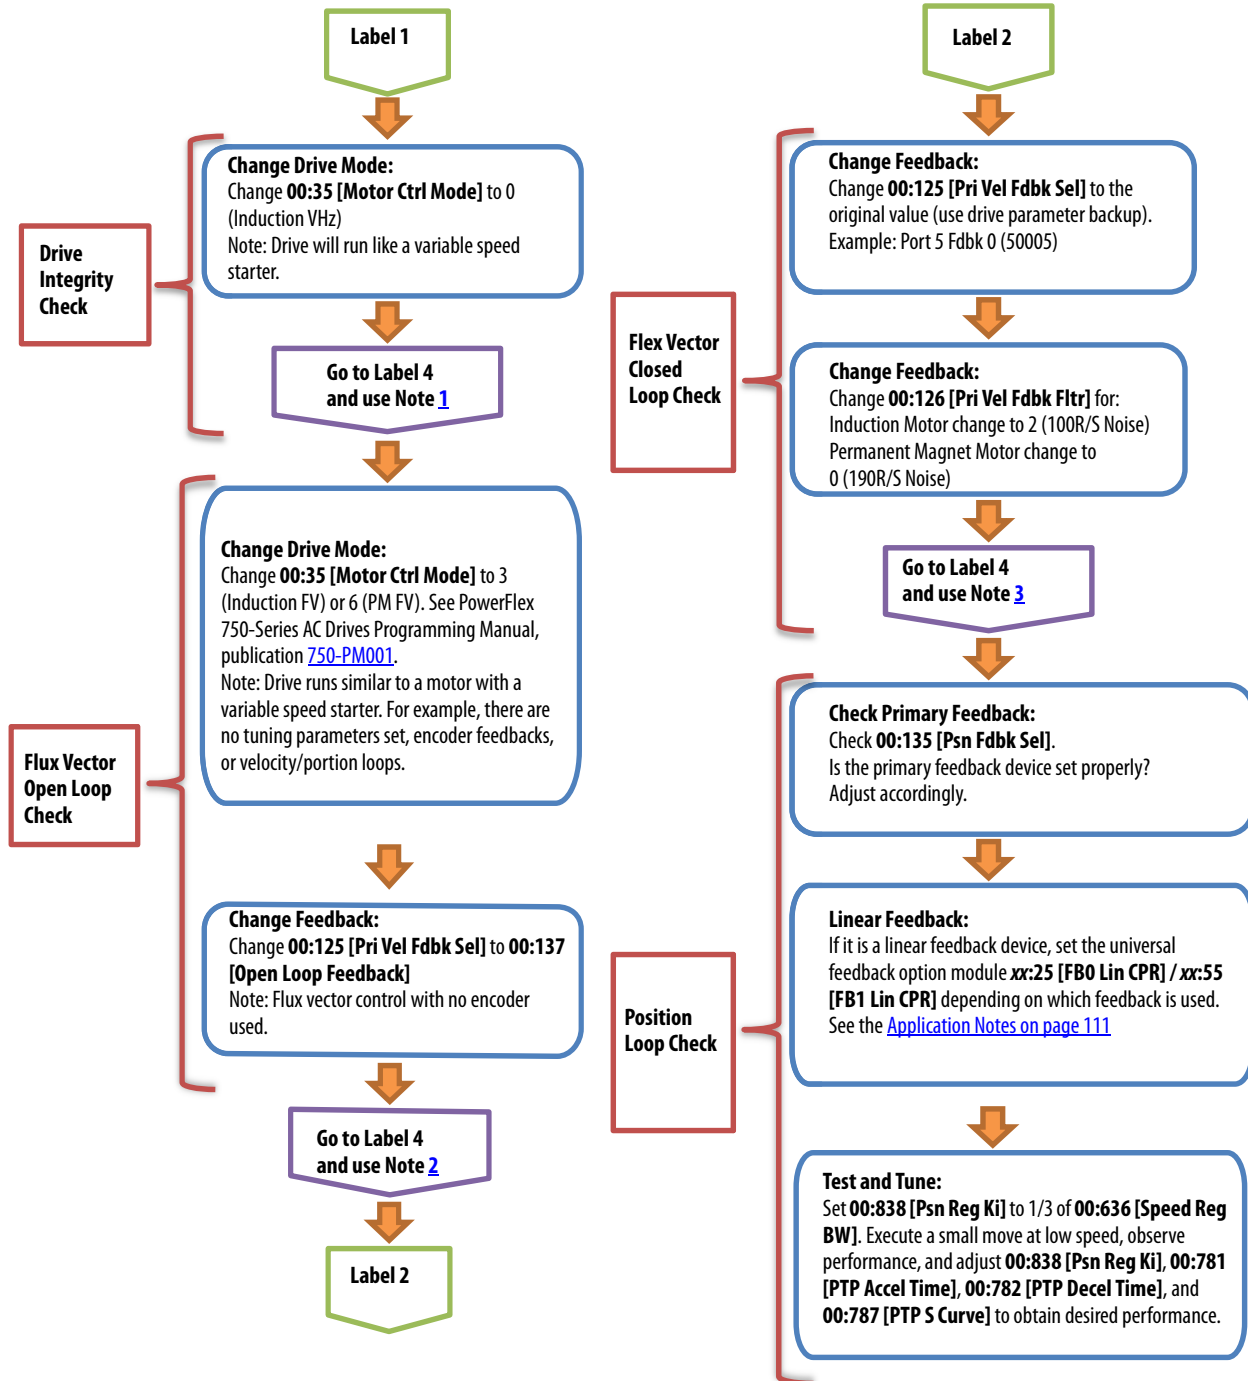 Label 1
Change Drive Mode:
Change 00:35 [Motor Ctrl Mode] to 0
(Induction VHz)
Note: Drive will run like a variable speed
starter.
Drive
Integrity
Check
Go to Label 4
and use Note 1
Change Drive Mode:
Change 00:35 [Motor Ctrl Mode] to 3
(Induction FV) or 6 (PM FV). See PowerFlex
750-Series AC Drives Programming Manual,
publication 750-PM001.
Note: Drive runs similar to a motor with a
variable speed starter. For example, there are
no tuning parameters set, encoder feedbacks,
or velocity/portion loops.
Flux Vector
Open Loop
Check
Change Feedback:
Change 00:125 [Pri Vel Fdbk Sel] to 00:137
[Open Loop Feedback]
Note: Flux vector control with no encoder
used.
Go to Label 4
and use Note 2
Label 2
Label 2
Change Feedback:
Change 00:125 [Pri Vel Fdbk Sel] to the
original value (use drive parameter backup).
Example: Port 5 Fdbk 0 (50005)
Flex Vector
Closed
Loop Check
Change Feedback:
Change 00:126 [Pri Vel Fdbk Fltr] for:
Induction Motor change to 2 (100R/S Noise)
Permanent Magnet Motor change to
0 (190R/S Noise)
Go to Label 4
and use Note 3
Check Primary Feedback:
Check 00:135 [Psn Fdbk Sel].
Is the primary feedback device set properly?
Adjust accordingly.
Linear Feedback:
If it is a linear feedback device, set the universal
feedback option module xx:25 [FB0 Lin CPR] / xx:55
[FB1 Lin CPR] depending on which feedback is used.
See the Application Notes on page 111
Position
Loop Check
Test and Tune:
Set 00:838 [Psn Reg Ki] to 1/3 of 00:636 [Speed Reg
BW]. Execute a small move at low speed, observe
performance, and adjust 00:838 [Psn Reg Ki], 00:781
[PTP Accel Time], 00:782 [PTP Decel Time], and
00:787 [PTP S Curve] to obtain desired performance.